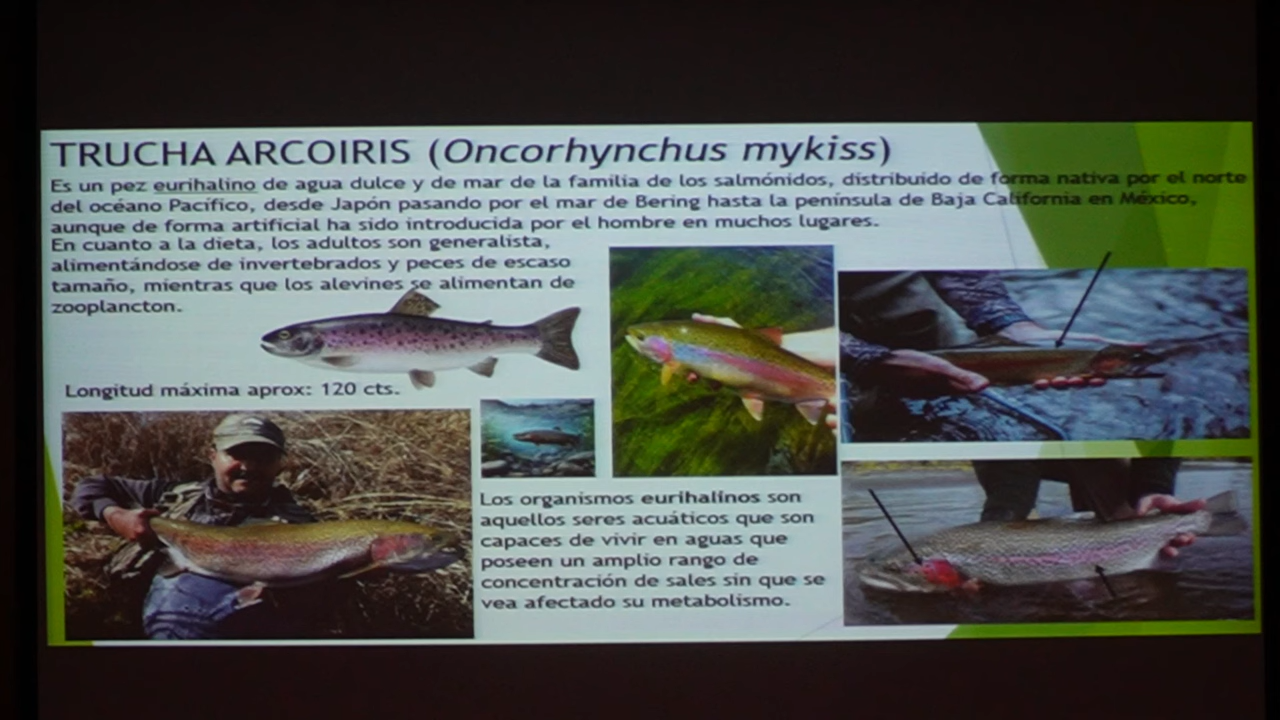 TRUCHA ARCOIRIS (Oncorhynchus mykiss)
Es un pez eurihalino de agua dulce y de mar de la familia de los salmónidos, distribuido de forma nativa por el norte
del océano Pacífico, desde Japón pasando por el mar de Bering hasta la península de Baja California en México,
aunque de forma artificial ha sido introducida por el hombre en muchos lugares.
En cuanto a la dieta, los adultos son generalista,
alimentándose de invertebrados y peces de escaso
tamaño, mientras que los alevines se alimentan de
zooplancton.
Longitud máxima aprox: 120 cts.
Los organismos eurihalinos son
aquellos seres acuáticos que son
capaces de vivir en aguas que
poseen un amplio rango de
concentración de sales sin que se
vea afectado su metabolismo.